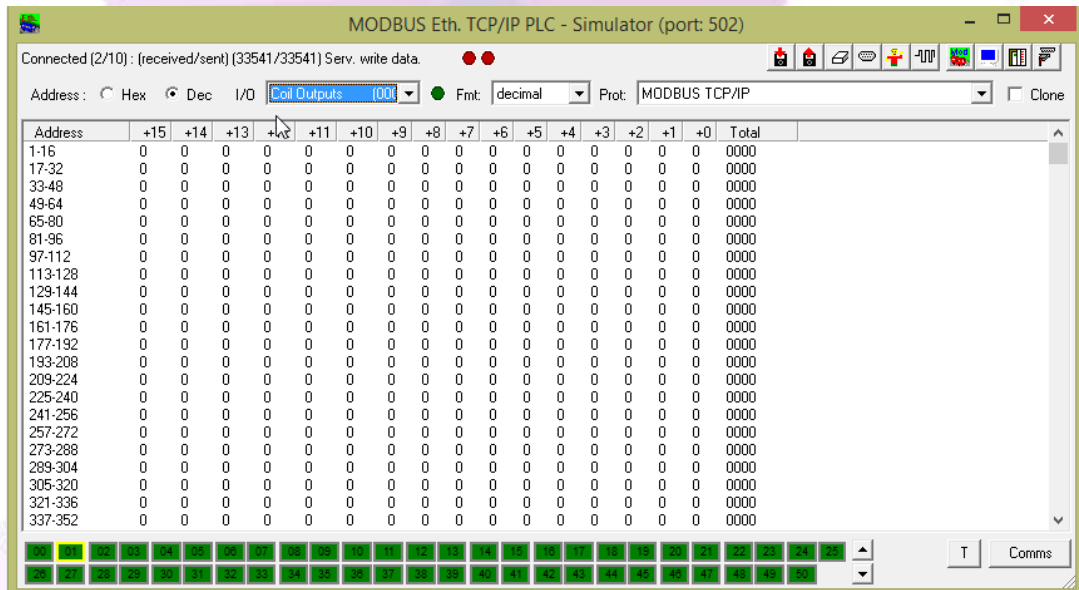 MODBUS Eth. TCP/IP PLC - Simulator (port: 502)
Connected (2/10) : (received/sent) (33541/33541) Serv. write data.
Address : Hex Dec I/O Coil Outputs (000 Fmt: decimal Prot: MODBUS TCP/IP Clone
Address +15 +14 +13 +11 +10 +9 +8 +7 +6 +5 +4 +3 +2 +1 +0 Total
1-16 0 0 0 0 0 0 0 0 0 0 0 0 0 0 0 0 0000
17-32 0 0 0 0 0 0 0 0 0 0 0 0 0 0 0 0 0000
33-48 0 0 0 0 0 0 0 0 0 0 0 0 0 0 0 0 0000
49-64 0 0 0 0 0 0 0 0 0 0 0 0 0 0 0 0 0000
65-80 0 0 0 0 0 0 0 0 0 0 0 0 0 0 0 0 0000
81-96 0 0 0 0 0 0 0 0 0 0 0 0 0 0 0 0 0000
97-112 0 0 0 0 0 0 0 0 0 0 0 0 0 0 0 0 0000
113-128 0 0 0 0 0 0 0 0 0 0 0 0 0 0 0 0 0000
129-144 0 0 0 0 0 0 0 0 0 0 0 0 0 0 0 0 0000
145-160 0 0 0 0 0 0 0 0 0 0 0 0 0 0 0 0 0000
161-176 0 0 0 0 0 0 0 0 0 0 0 0 0 0 0 0 0000
177-192 0 0 0 0 0 0 0 0 0 0 0 0 0 0 0 0 0000
193-208 0 0 0 0 0 0 0 0 0 0 0 0 0 0 0 0 0000
209-224 0 0 0 0 0 0 0 0 0 0 0 0 0 0 0 0 0000
225-240 0 0 0 0 0 0 0 0 0 0 0 0 0 0 0 0 0000
241-256 0 0 0 0 0 0 0 0 0 0 0 0 0 0 0 0 0000
257-272 0 0 0 0 0 0 0 0 0 0 0 0 0 0 0 0 0000
273-288 0 0 0 0 0 0 0 0 0 0 0 0 0 0 0 0 0000
289-304 0 0 0 0 0 0 0 0 0 0 0 0 0 0 0 0 0000
305-320 0 0 0 0 0 0 0 0 0 0 0 0 0 0 0 0 0000
321-336 0 0 0 0 0 0 0 0 0 0 0 0 0 0 0 0 0000
337-352 0 0 0 0 0 0 0 0 0 0 0 0 0 0 0 0 0000
00 01 02 03 04 05 06 07 08 09 10 11 12 13 14 15 16 17 18 19 20 21 22 23 24 25 T Comms
26 27 28 29 30 31 32 33 34 35 36 37 38 39 40 41 42 43 44 45 46 47 48 49 50